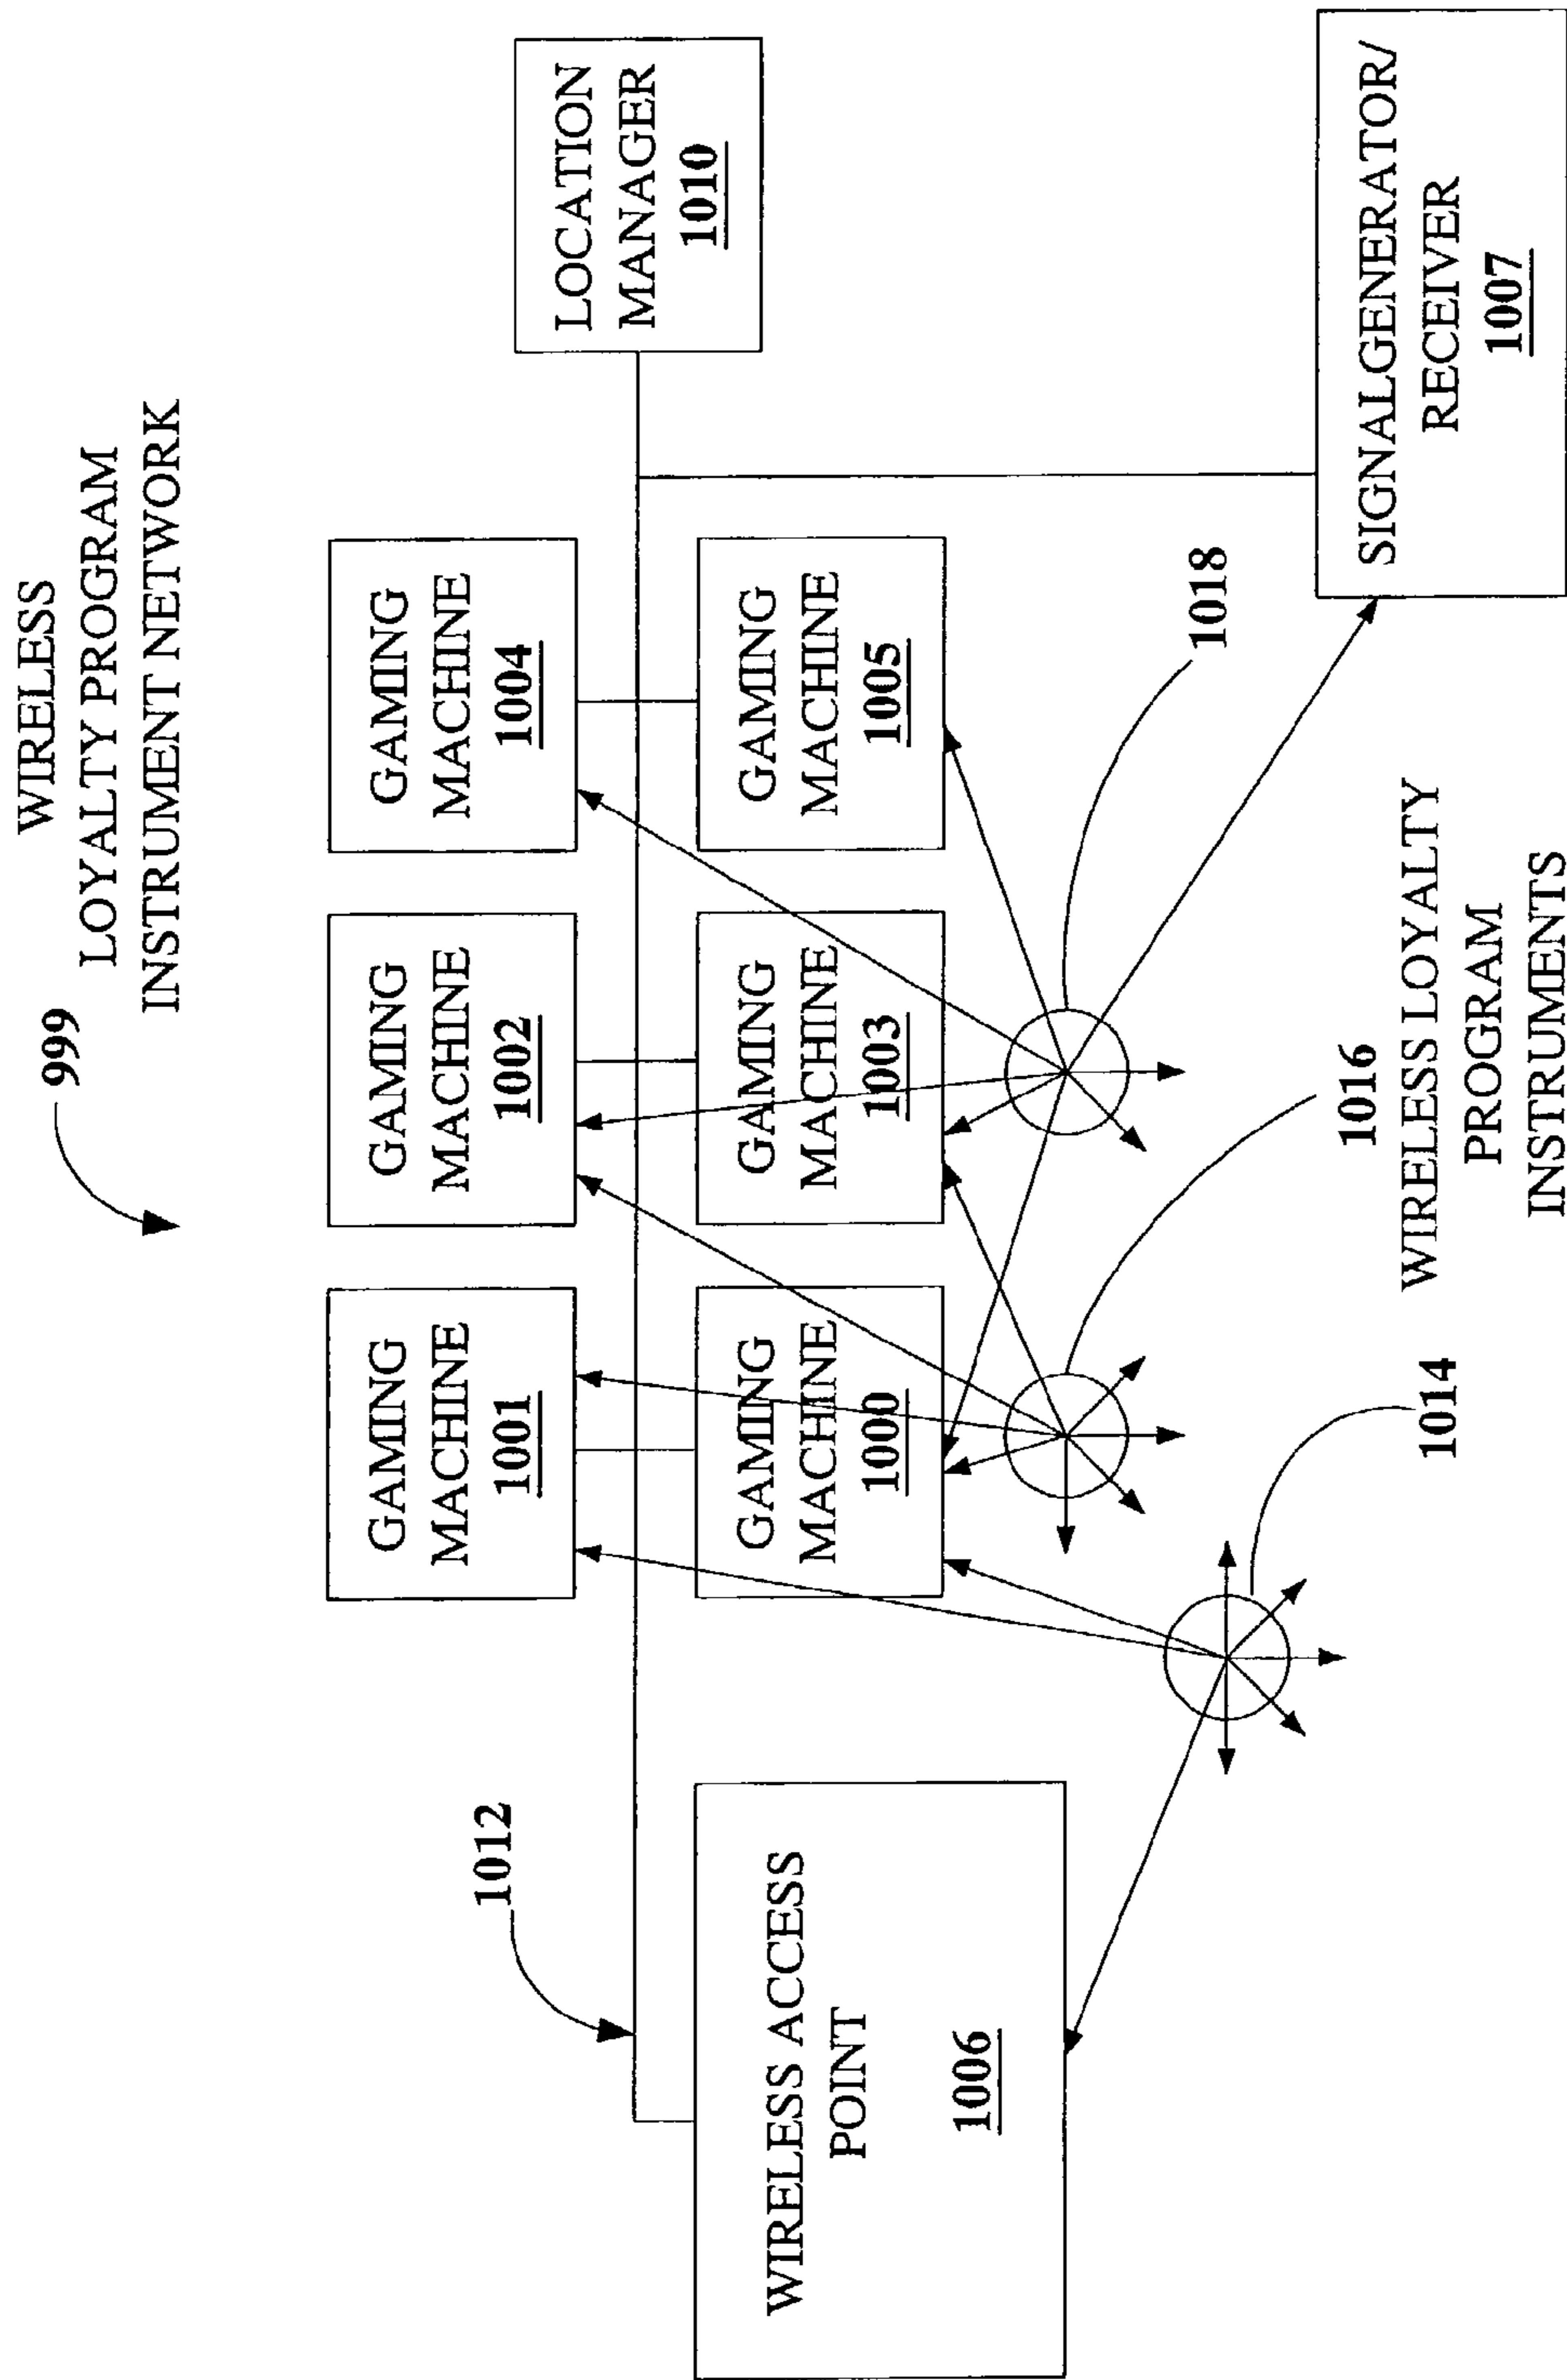 WIRELESS
LOYALTY PROGRAM
INSTRUMENT NETWORK
999
1012
GAMING
MACHINE
1001
GAMING
MACHINE
1002
GAMING
MACHINE
1004
LOCATION
MANAGER
1010
WIRELESS ACCESS
POINT
1006
GAMING
MACHINE
1000
GAMING
MACHINE
1003
GAMING
MACHINE
1005
1018
1016
1014
WIRELESS LOYALTY
PROGRAM
INSTRUMENTS
SIGNALGENERATOR/
RECEIVER
1007